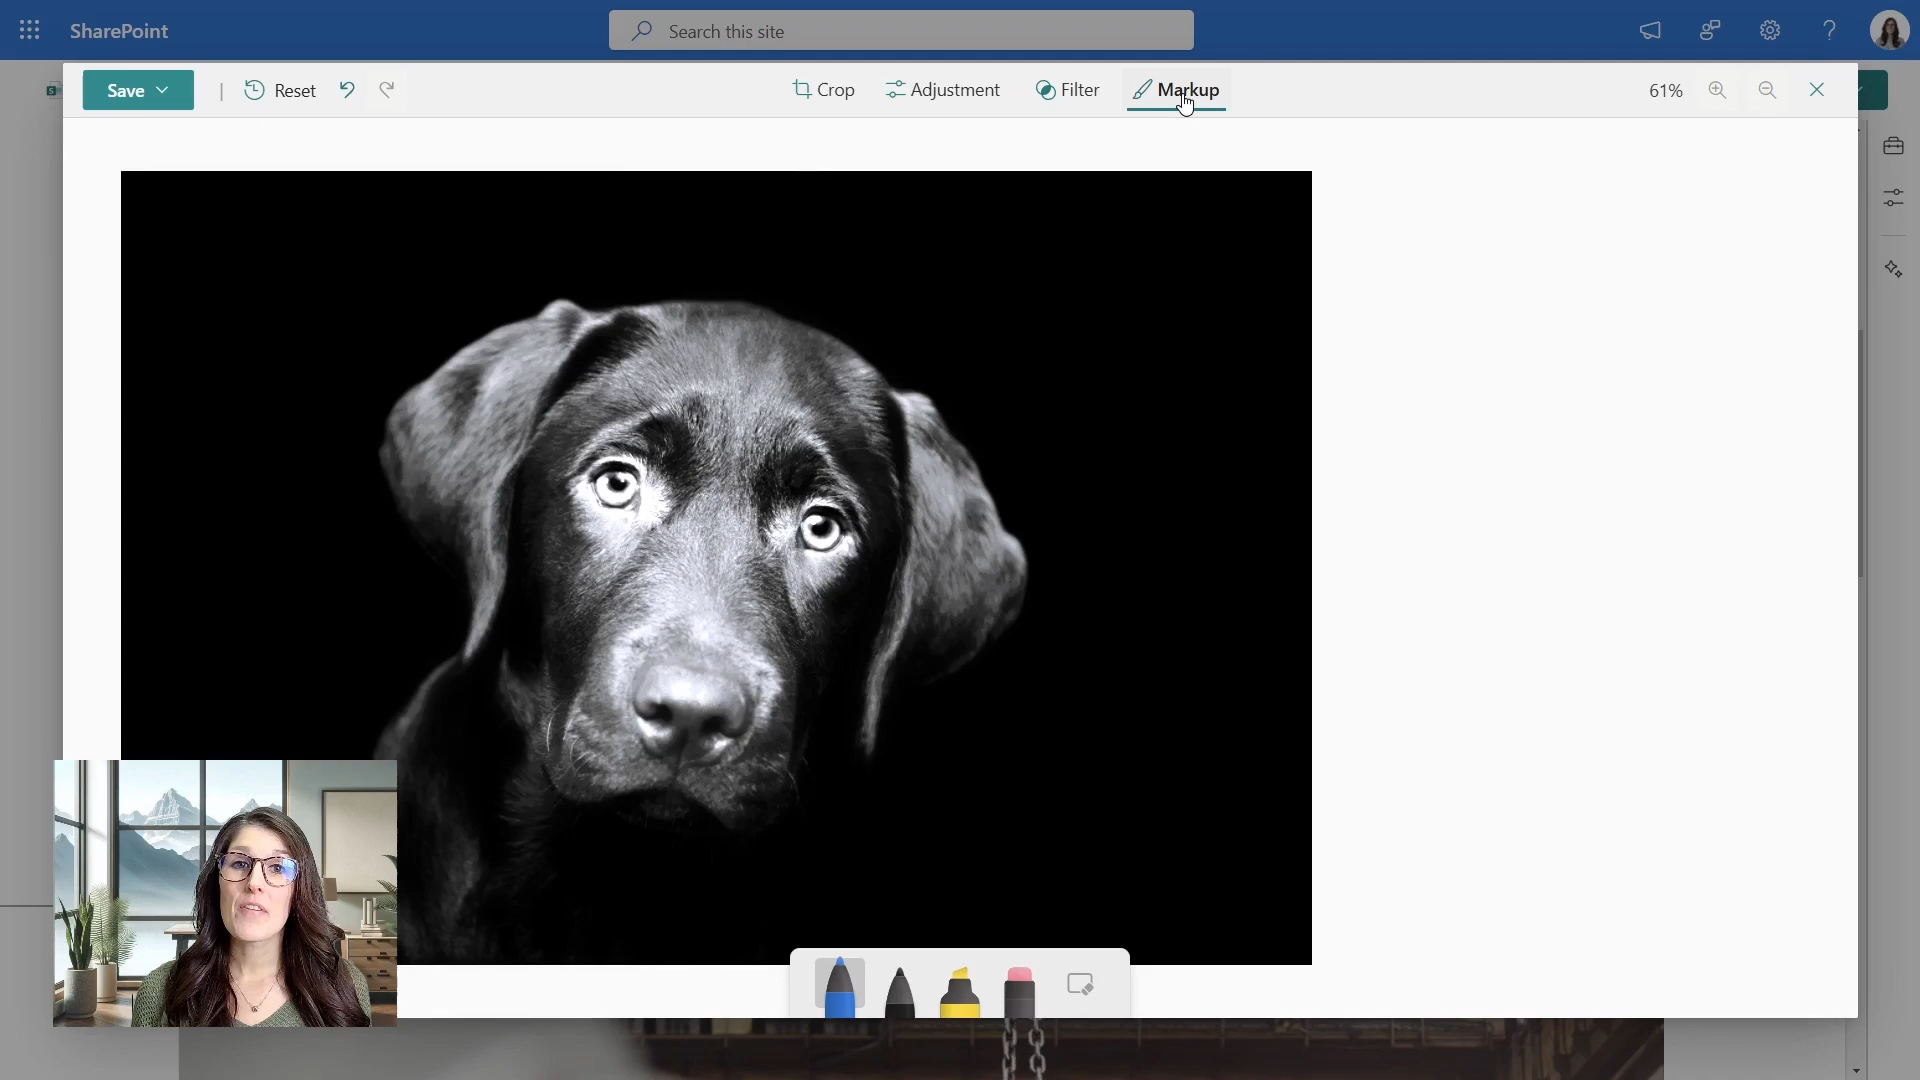 SharePoint
Search this site
Save
Reset
Crop
Adjustment
Filter
Markup
61%